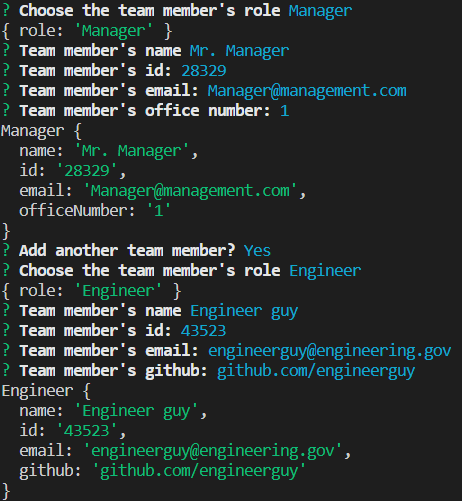 ? Choose the team member's role Manager
{ role: 'Manager' }
? Team member's name Mr. Manager
? Team member's id: 28329
? Team member's email: Manager@management.com
? Team member's office number: 1
Manager {
  name: 'Mr. Manager',
  id: '28329',
  email: 'Manager@management.com',
  officeNumber: '1'
}
? Add another team member? Yes
? Choose the team member's role Engineer
{ role: 'Engineer' }
? Team member's name Engineer guy
? Team member's id: 43523
? Team member's email: engineerguy@engineering.gov
? Team member's github: github.com/engineerguy
Engineer {
  name: 'Engineer guy',
  id: '43523',
  email: 'engineerguy@engineering.gov',
  github: 'github.com/engineerguy'
}